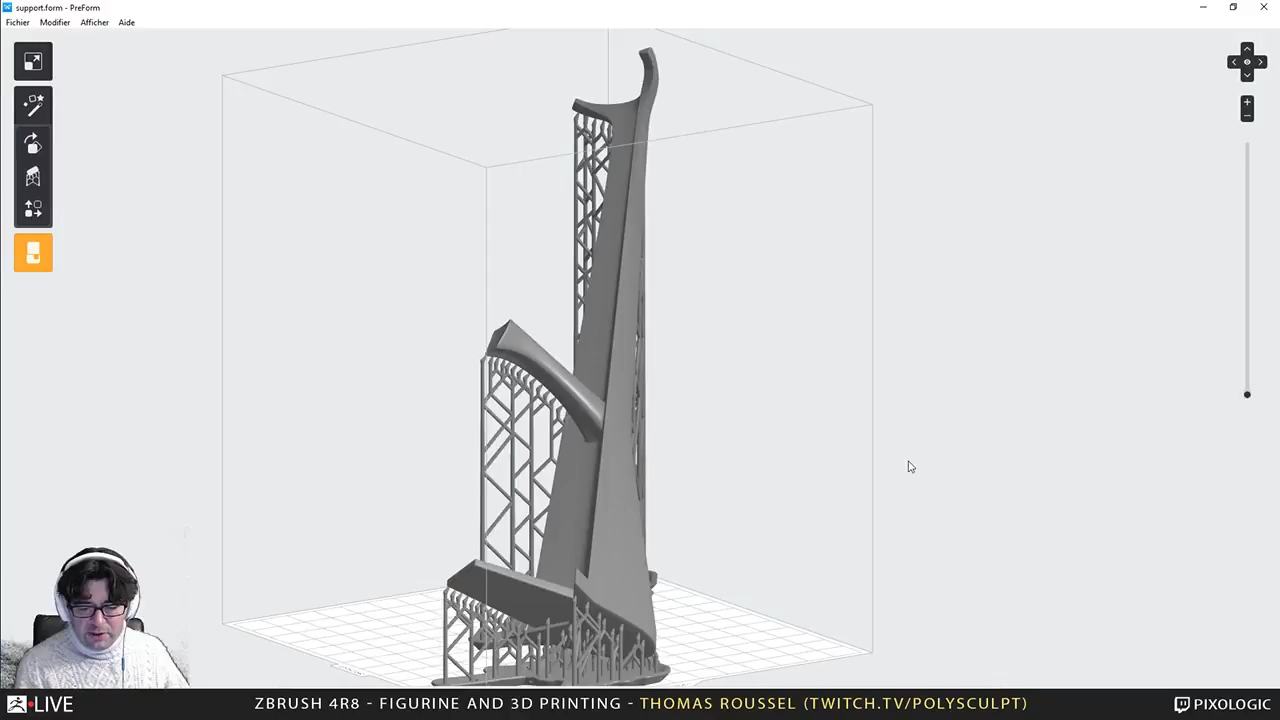 support.form - PreForm
Fichier Modifier Afficher Aide
LIVE
ZBRUSH 4R8 - FIGURINE AND 3D PRINTING - THOMAS ROUSSEL (TWITCH.TV/POLYSCULPT)
PIXOLOGIC